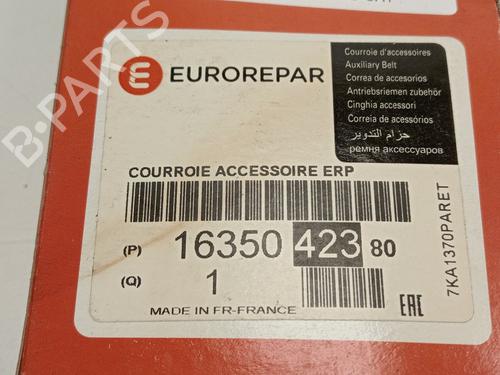 EUROREPAR
Courroie d'accessoires
Auxiliary Belt
Correa de accesorios
Antriebsriemen zubehör
Cinghia accessori
Correia de acessórios
حزام التدوير
ремня аксессуаров
COURROIE ACCESSOIRE ERP
(P) 16350 423 80
(Q) 1
MADE IN FR-FRANCE
EAC
7KA1370PARET
B-PARTS